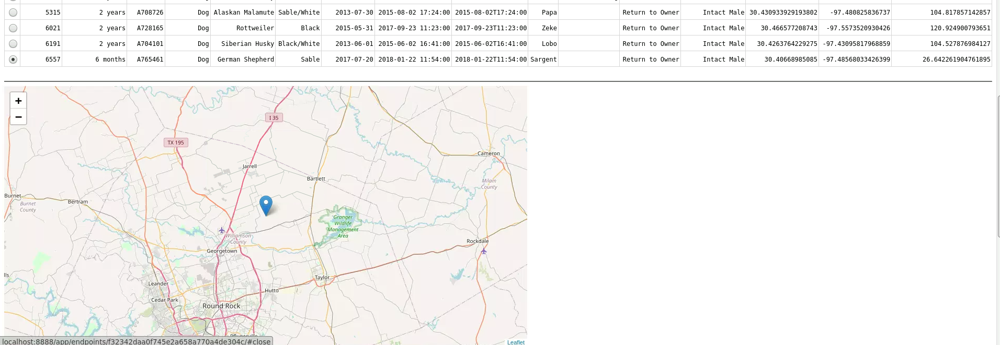 5315 2 years A708726 Dog Alaskan Malamute Sable/White 2013-07-30 2015-08-02 17:24:00 2015-08-02T17:24:00 Papa Return to Owner Intact Male 30.430933929193802 -97.480825836737 104.817857142857
6021 2 years A728165 Dog Rottweiler Black 2015-05-31 2017-09-23 11:23:00 2017-09-23T11:23:00 Zeke Return to Owner Intact Male 30.466577208743 -97.5573520930426 120.924900793651
6191 2 years A704101 Dog Siberian Husky Black/White 2013-06-01 2015-06-02 16:41:00 2015-06-02T16:41:00 Lobo Return to Owner Intact Male 30.4263764229275 -97.43095817968859 104.527876984127
6557 6 months A765461 Dog German Shepherd Sable 2017-07-20 2018-01-22 11:54:00 2018-01-22T11:54:00 Sargent Return to Owner Intact Male 30.40668985085 -97.48568033426399 26.642261904761895
+
−
I 35
TX 195
Cameron
Jarrell
Bartlett
Milam
County
Burnet
Burnet
County
Bertram
Granger
Wildlife
Management
Area
Williamson
County
Rockdale
Georgetown
lls
Taylor
Leander
Hutto
Cedar Park
Round Rock
Pflugerville
localhost:8888/app/endpoints/f32342daa0f745e2a658a770a4de304c/#close
Leaflet